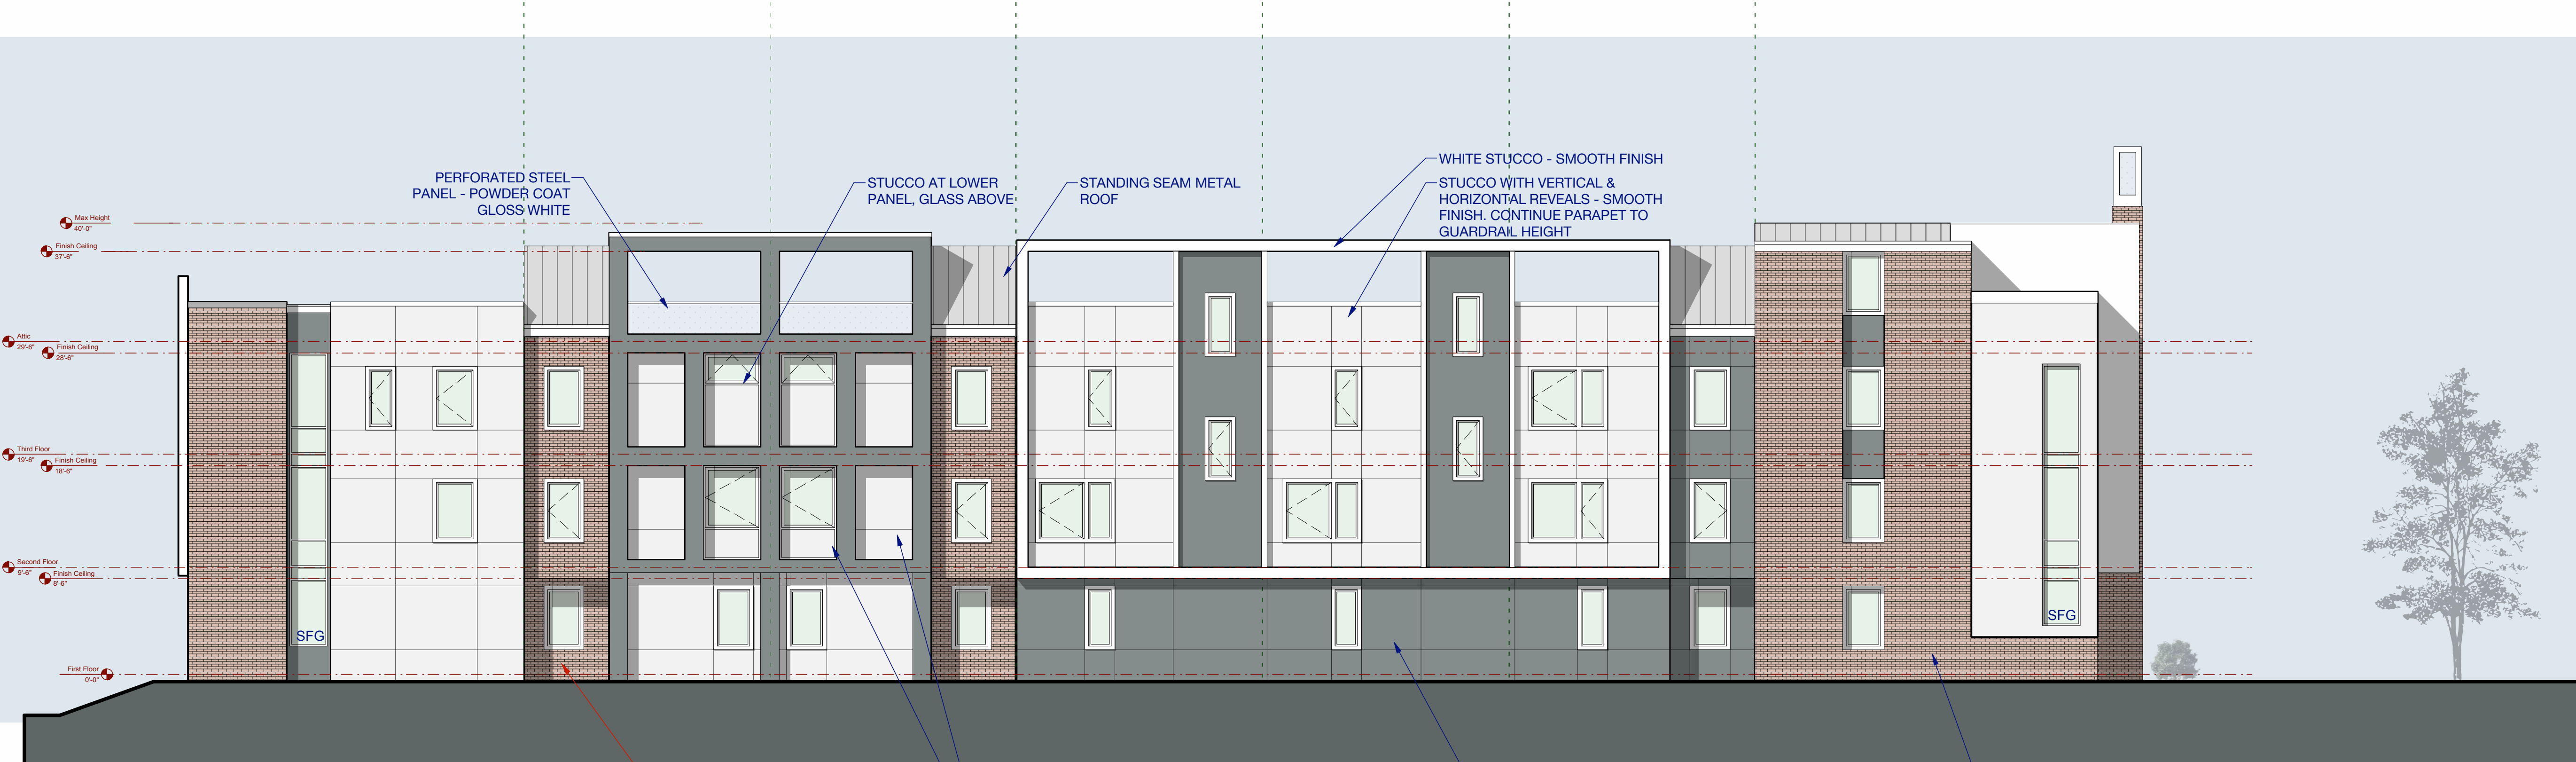 WHITE STUCCO - SMOOTH FINISH
PERFORATED STEEL
PANEL - POWDER COAT
GLOSS WHITE
STUCCO AT LOWER
PANEL, GLASS ABOVE
STANDING SEAM METAL
ROOF
STUCCO WITH VERTICAL &
HORIZONTAL REVEALS - SMOOTH
FINISH. CONTINUE PARAPET TO
GUARDRAIL HEIGHT
Max Height
40'-0"
Finish Ceiling
37'-6"
Attic
29'-6"
Finish Ceiling
28'-6"
Third Floor
19'-6"
Finish Ceiling
18'-6"
Second Floor
9'-6"
Finish Ceiling
8'-6"
SFG
SFG
First Floor
0'-0"